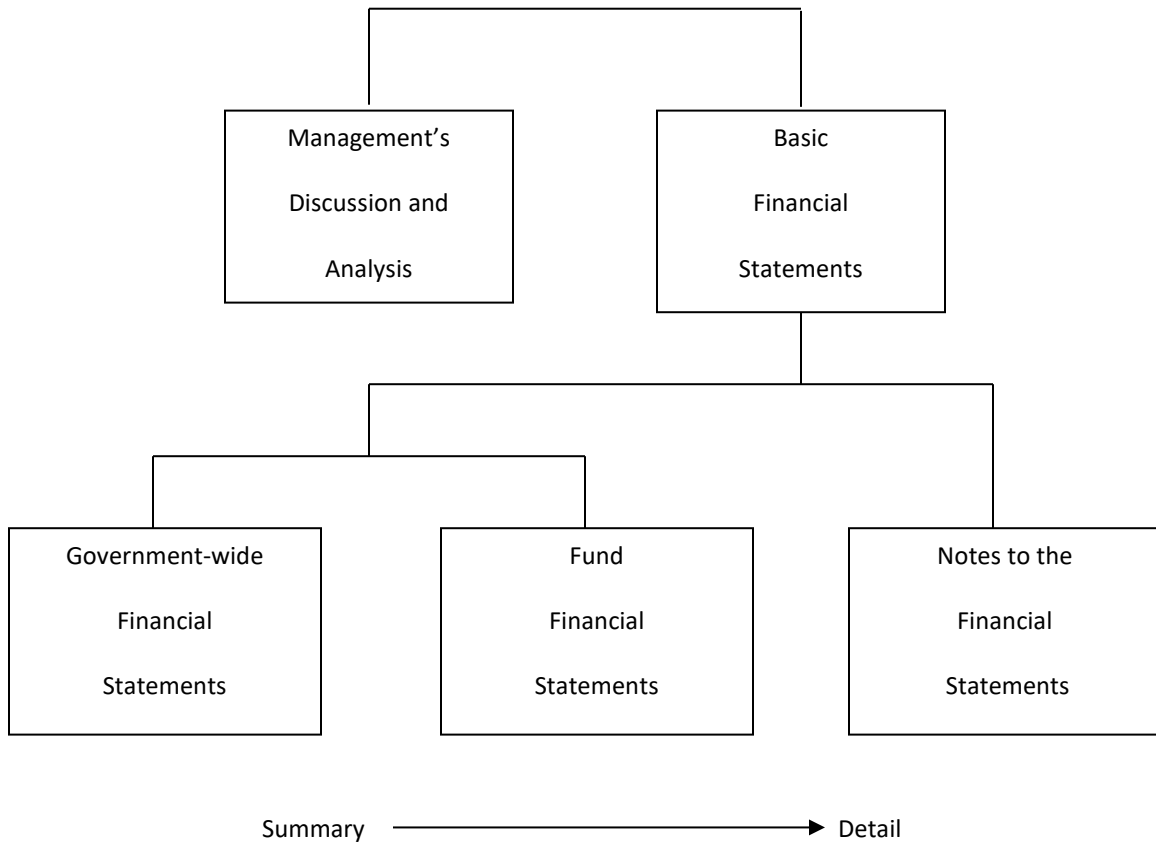 Management’s
Discussion and
Analysis
Basic
Financial
Statements
Government-wide
Financial
Statements
Fund
Financial
Statements
Notes to the
Financial
Statements
Summary
Detail